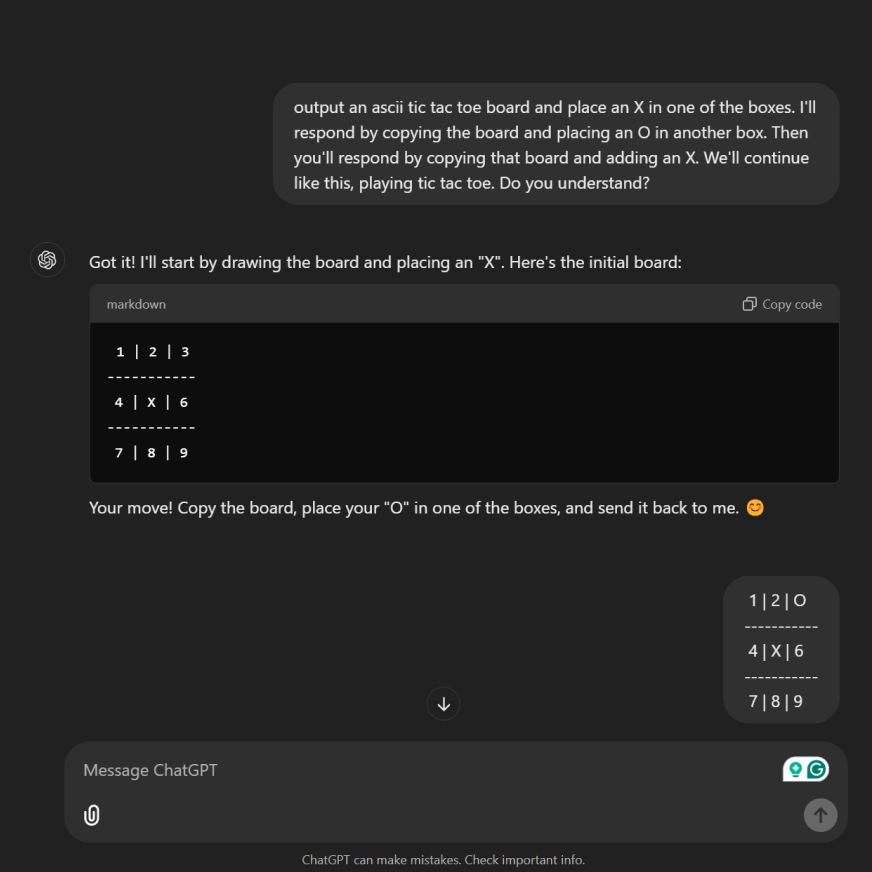 output an ascii tic tac toe board and place an X in one of the boxes. I'll
respond by copying the board and placing an O in another box. Then
you'll respond by copying that board and adding an X. We'll continue
like this, playing tic tac toe. Do you understand?
Got it! I'll start by drawing the board and placing an "X". Here's the initial board:
markdown
Copy code
1 | 2 | 3
-----------
4 | X | 6
-----------
7 | 8 | 9
Your move! Copy the board, place your "O" in one of the boxes, and send it back to me. 😊
1 | 2 | O
-----------
4 | X | 6
-----------
7 | 8 | 9
Message ChatGPT
ChatGPT can make mistakes. Check important info.